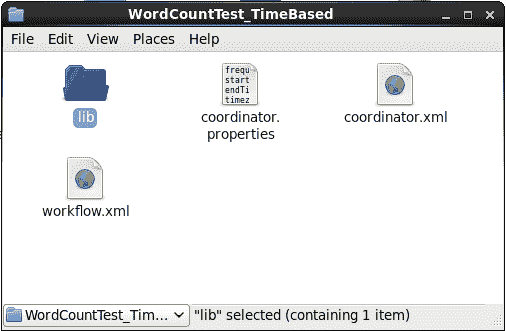 WordCountTest_TimeBased
File Edit View Places Help
frequ
start
endTi
timez
lib
coordinator.
properties
coordinator.xml
workflow.xml
WordCountTest_Tim... "lib" selected (containing 1 item)